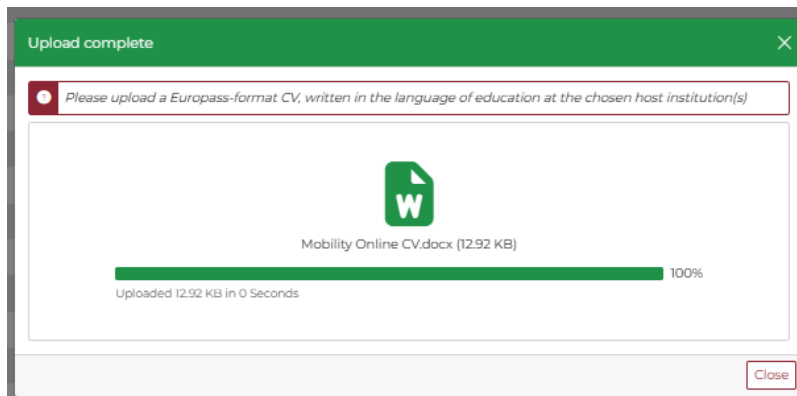 Upload complete
Please upload a Europass-format CV, written in the language of education at the chosen host institution(s)
W
Mobility Online CV.docx (12.92 KB)
100%
Uploaded 12.92 KB in 0 Seconds
Close